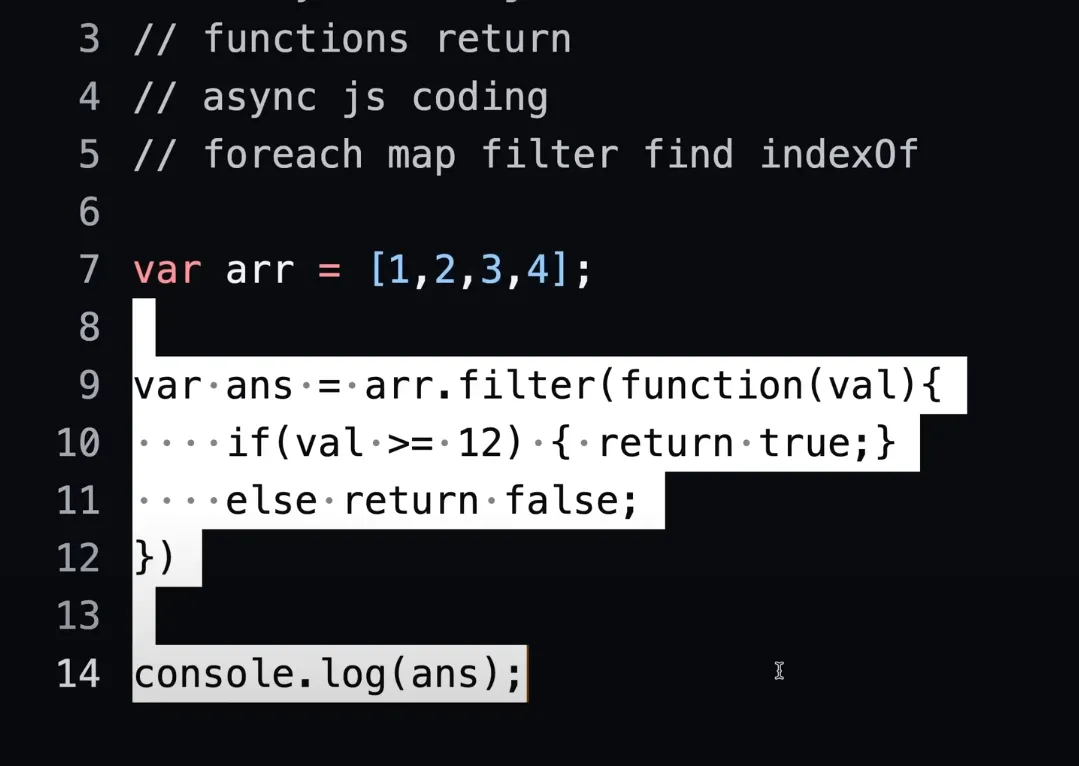 3 // functions return
4 // async js coding
5 // foreach map filter find indexOf
6
7 var arr = [1,2,3,4];
8
9 var ans = arr.filter(function(val){
10     if(val >= 12) { return true;}
11     else return false;
12 })
13
14 console.log(ans);